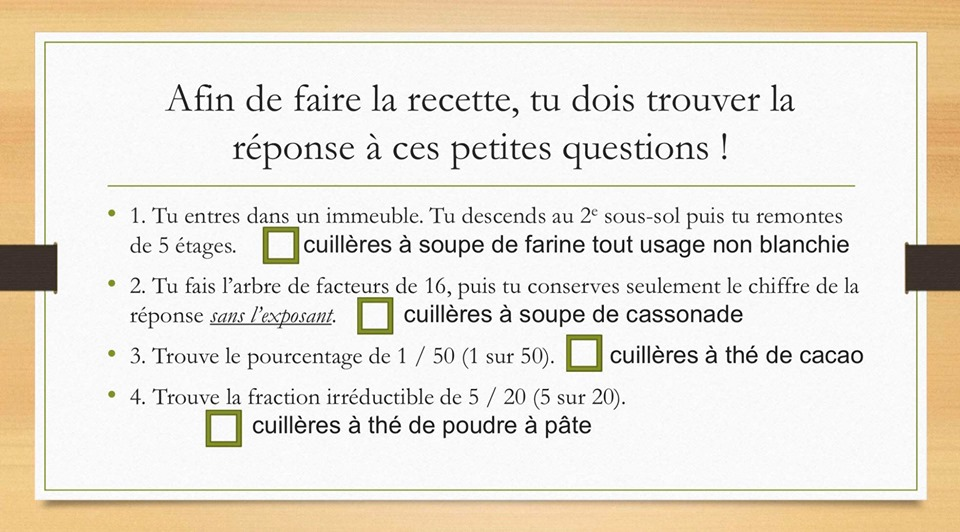 Afin de faire la recette, tu dois trouver la
réponse à ces petites questions !
• 1. Tu entres dans un immeuble. Tu descends au 2e sous-sol puis tu remontes
de 5 étages. cuillères à soupe de farine tout usage non blanchie
• 2. Tu fais l’arbre de facteurs de 16, puis tu conserves seulement le chiffre de la
réponse sans l’exposant. cuillères à soupe de cassonade
• 3. Trouve le pourcentage de 1 / 50 (1 sur 50). cuillères à thé de cacao
• 4. Trouve la fraction irréductible de 5 / 20 (5 sur 20).
cuillères à thé de poudre à pâte